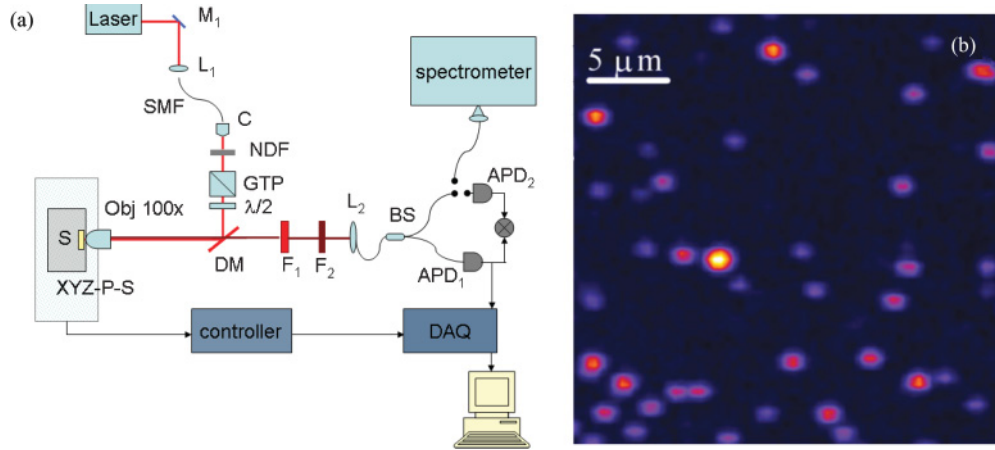 (a)
Laser
M1
L1
SMF
C
NDF
GTP
λ/2
Obj 100x
S
XYZ-P-S
DM
F1
F2
L2
BS
APD1
APD2
spectrometer
controller
DAQ
(b)
5 μm